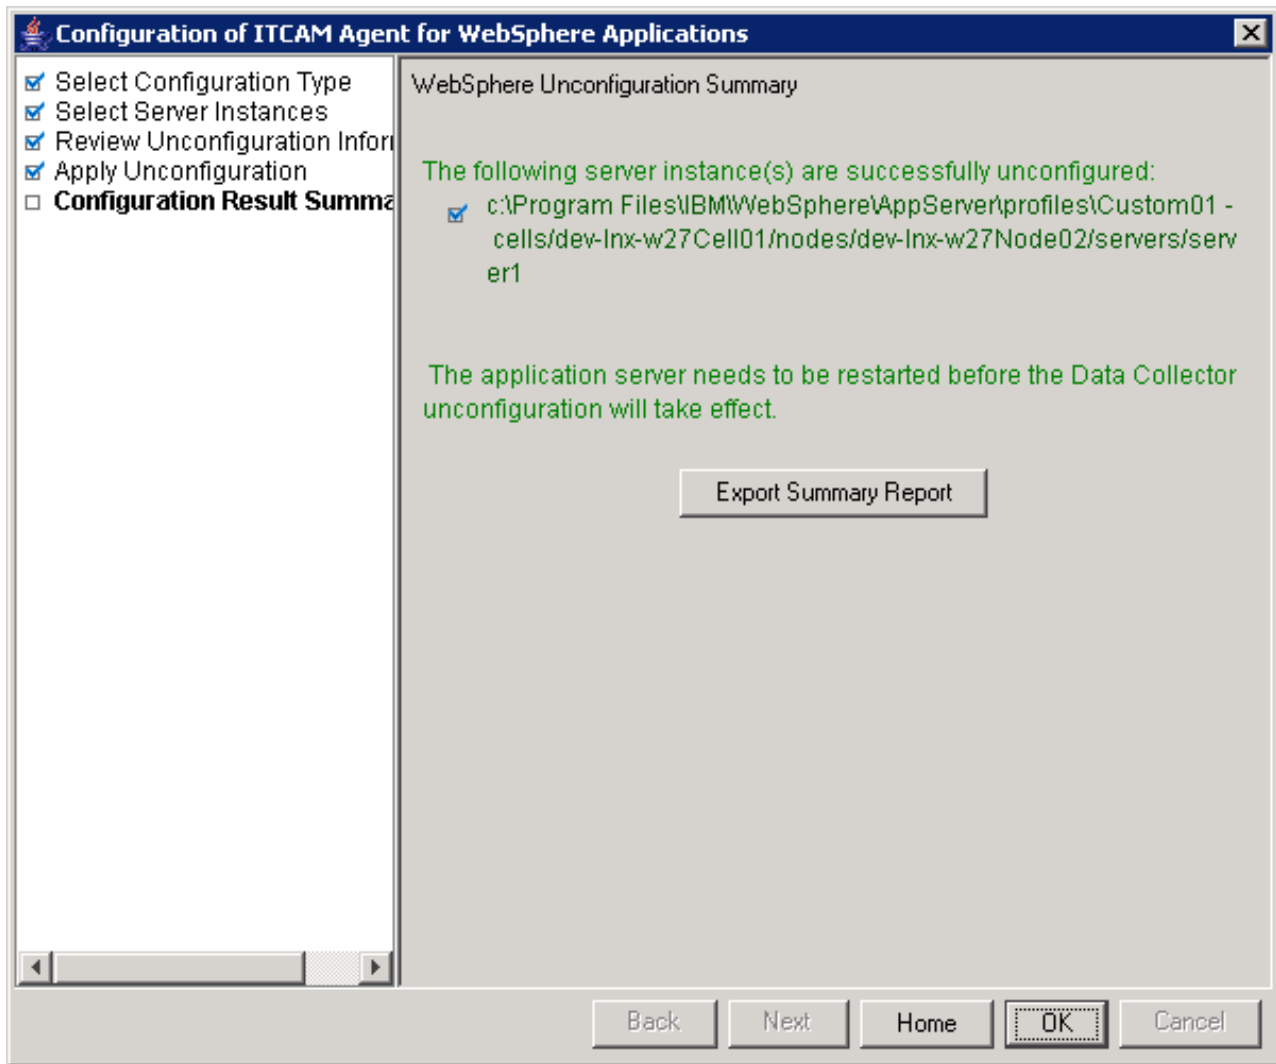 Configuration of ITCAM Agent for WebSphere Applications
Select Configuration Type
Select Server Instances
Review Unconfiguration Inforr
Apply Unconfiguration
Configuration Result Summa
WebSphere Unconfiguration Summary
The following server instance(s) are successfully unconfigured:
c:\Program Files\IBM\WebSphere\AppServer\profiles\Custom01 -
cells/dev-lnx-w27Cell01/nodes/dev-lnx-w27Node02/servers/serv
er1
The application server needs to be restarted before the Data Collector
unconfiguration will take effect.
Export Summary Report
Back
Next
Home
OK
Cancel